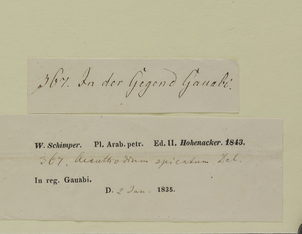 367. In der Gegend Gauabi.
W. Schimper. Pl. Arab. petr. Ed. II. Hohenacker. 1843.
367. Acanthodium spicatum Del.
In reg. Gauabi.
D. 2 Jan. 1835.